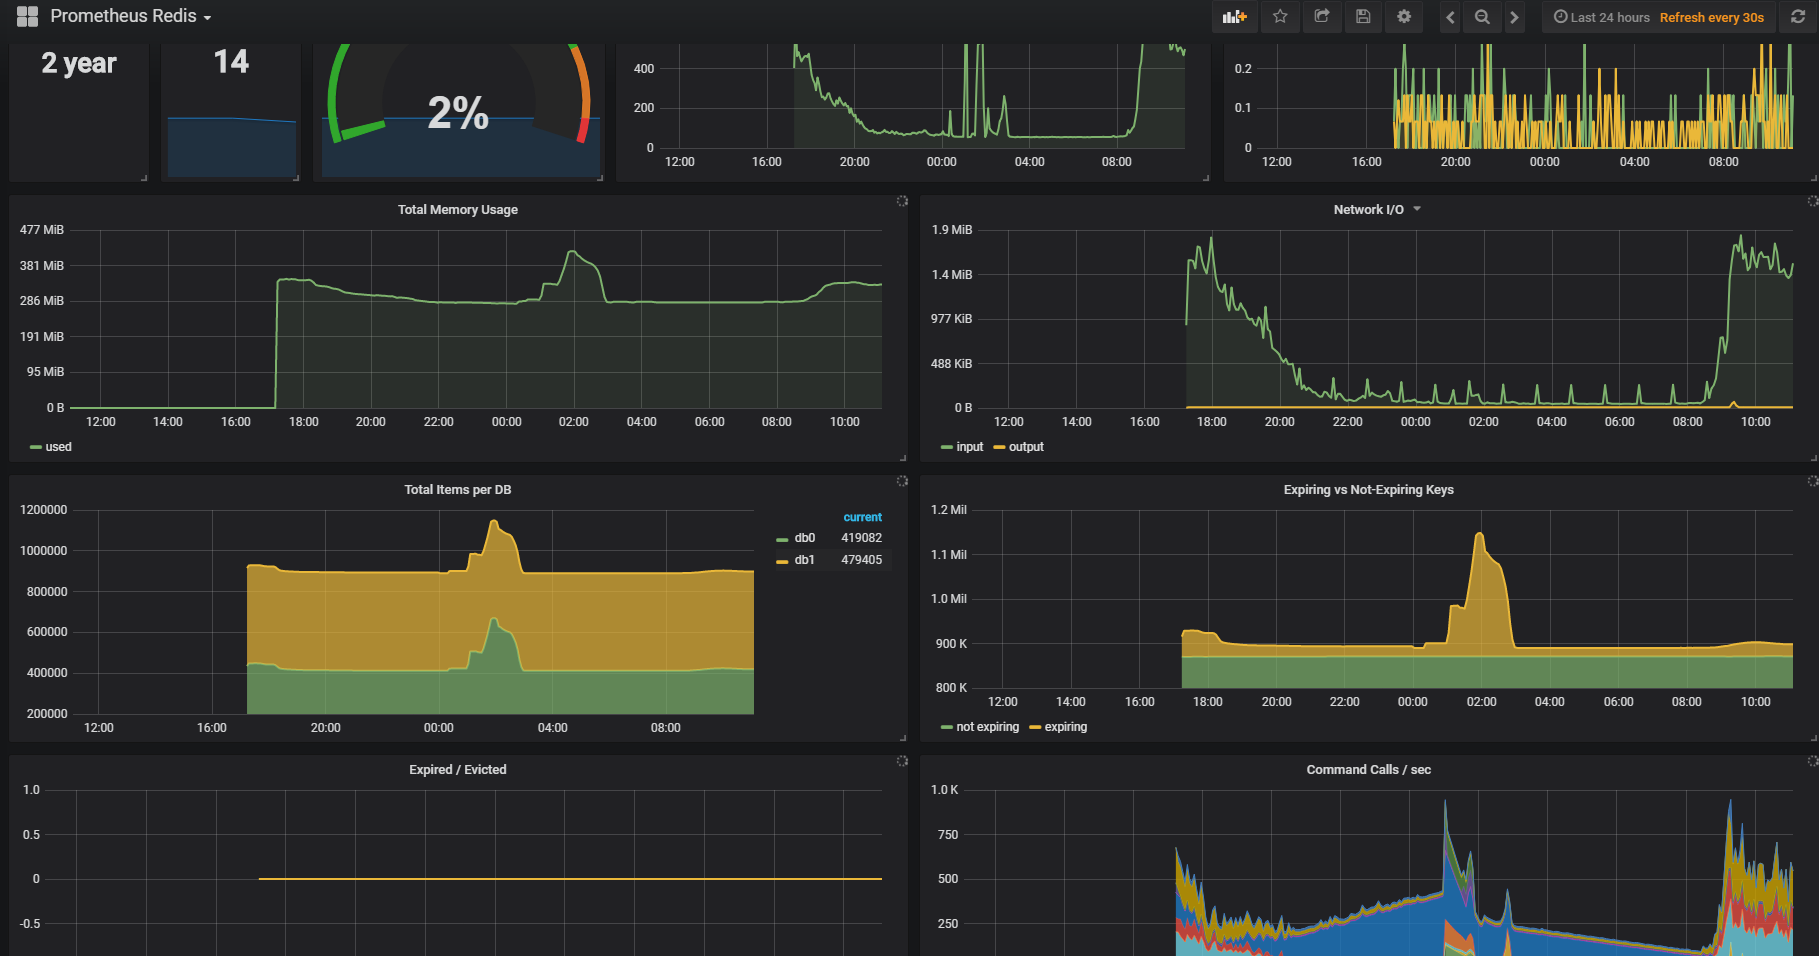 Prometheus Redis
Last 24 hours Refresh every 30s
2 year
14
2%
400
200
0
12:00 16:00 20:00 00:00 04:00 08:00
0.2
0.1
0
12:00 16:00 20:00 00:00 04:00 08:00
Total Memory Usage
477 MiB
381 MiB
286 MiB
191 MiB
95 MiB
0 B
12:00 14:00 16:00 18:00 20:00 22:00 00:00 02:00 04:00 06:00 08:00 10:00
used
Network I/O
1.9 MiB
1.4 MiB
977 KiB
488 KiB
0 B
12:00 14:00 16:00 18:00 20:00 22:00 00:00 02:00 04:00 06:00 08:00 10:00
input output
Total Items per DB
1200000
1000000
800000
600000
400000
200000
12:00 16:00 20:00 00:00 04:00 08:00
current
db0 419082
db1 479405
Expiring vs Not-Expiring Keys
1.2 Mil
1.1 Mil
1.0 Mil
900 K
800 K
12:00 14:00 16:00 18:00 20:00 22:00 00:00 02:00 04:00 06:00 08:00 10:00
not expiring expiring
Expired / Evicted
1.0
0.5
0
-0.5
Command Calls / sec
1.0 K
750
500
250